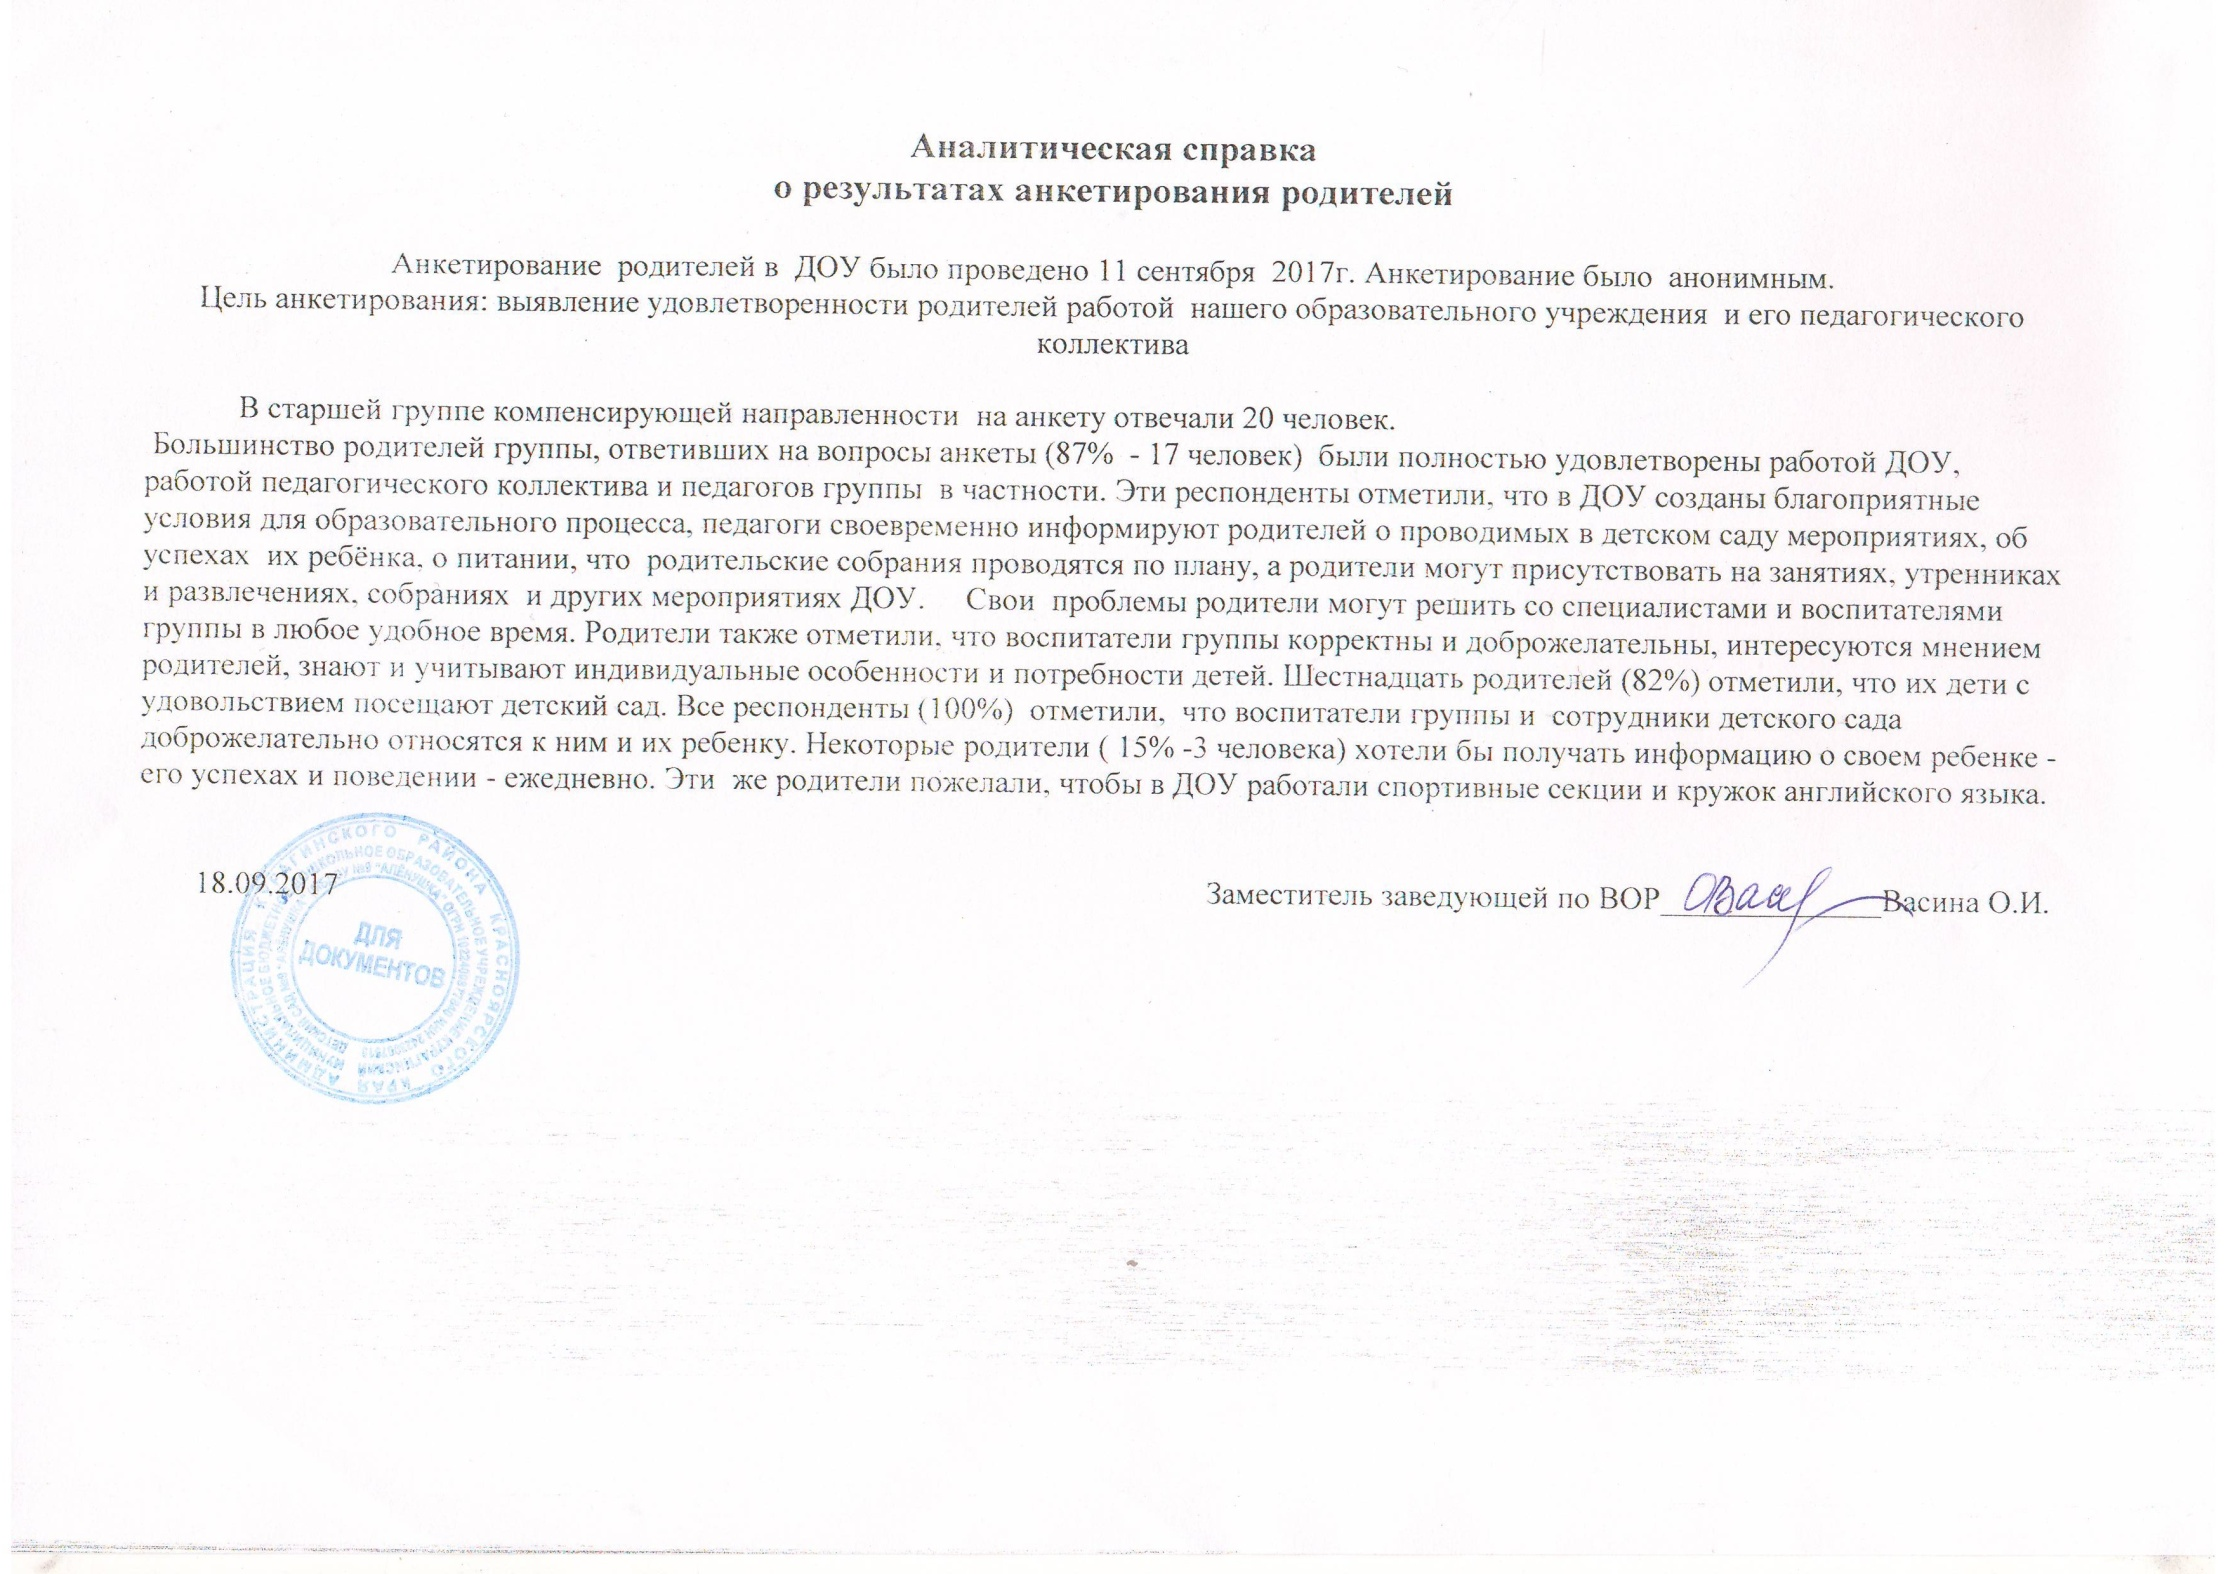 Аналитическая справка
о результатах анкетирования родителей
Анкетирование родителей в ДОУ было проведено 11 сентября 2017г. Анкетирование было анонимным.
Цель анкетирования: выявление удовлетворенности родителей работой нашего образовательного учреждения и его педагогического
коллектива
В старшей группе компенсирующей направленности на анкету отвечали 20 человек.
Большинство родителей группы, ответивших на вопросы анкеты (87% - 17 человек) были полностью удовлетворены работой ДОУ,
работой педагогического коллектива и педагогов группы в частности. Эти респонденты отметили, что в ДОУ созданы благоприятные
условия для образовательного процесса, педагоги своевременно информируют родителей о проводимых в детском саду мероприятиях, об
успехах их ребёнка, о питании, что родительские собрания проводятся по плану, а родители могут присутствовать на занятиях, утренниках
и развлечениях, собраниях и других мероприятиях ДОУ. Свои проблемы родители могут решить со специалистами и воспитателями
группы в любое удобное время. Родители также отметили, что воспитатели группы корректны и доброжелательны, интересуются мнением
родителей, знают и учитывают индивидуальные особенности и потребности детей. Шестнадцать родителей (82%) отметили, что их дети с
удовольствием посещают детский сад. Все респонденты (100%) отметили, что воспитатели группы и сотрудники детского сада
доброжелательно относятся к ним и их ребенку. Некоторые родители ( 15% -3 человека) хотели бы получать информацию о своем ребенке -
его успехах и поведении - ежедневно. Эти же родители пожелали, чтобы в ДОУ работали спортивные секции и кружок английского языка.
18.09.2017
Заместитель заведующей по ВОР______________Васина О.И.
АДМИНИСТРАЦИЯ РАЙОНА КРАСНОЯРСКОГО КРАЯ
ДЛЯ
ДОКУМЕНТОВ